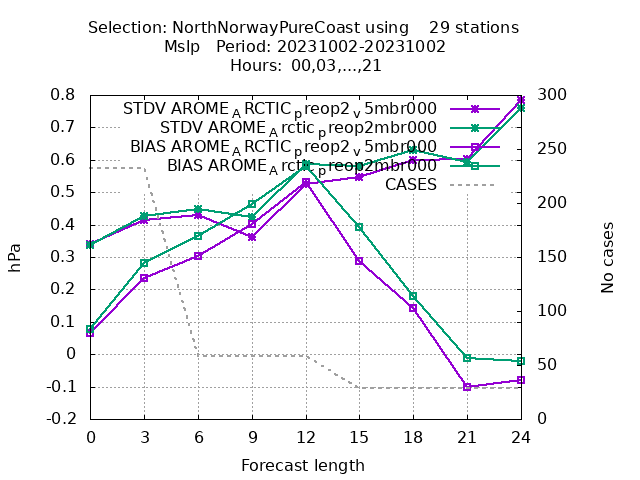 Selection: NorthNorwayPureCoast using    29 stations
Mslp   Period: 20231002-20231002
Hours:  00,03,...,21
0.8
0.7
0.6
0.5
0.4
0.3
0.2
0.1
0
-0.1
-0.2
hPa
STDV AROME_ARCTIC_preop2_v5mbr000
STDV AROME_Arctic_preop2mbr000
BIAS AROME_ARCTIC_preop2_v5mbr000
BIAS AROME_Arctic_preop2mbr000
CASES
300
250
200
150
100
50
0
No cases
0 3 6 9 12 15 18 21 24
Forecast length